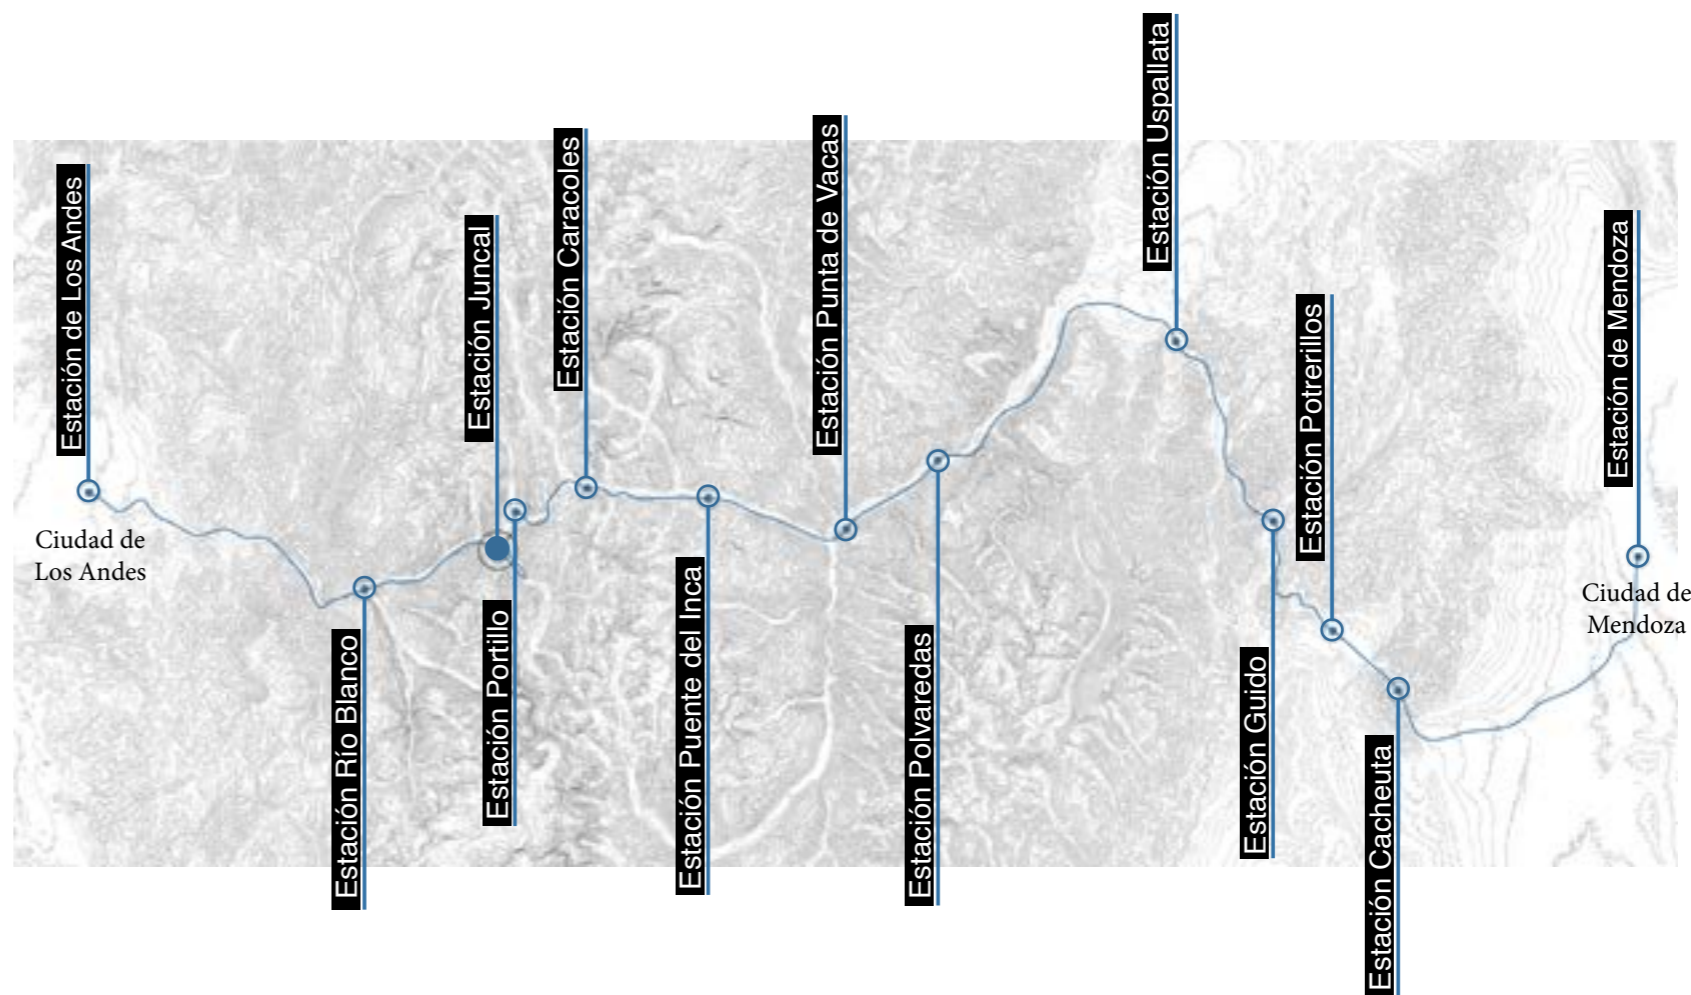 Estación de Los Andes
Ciudad de
Los Andes
Estación Río Blanco
Estación Juncal
Estación Portillo
Estación Caracoles
Estación Puente del Inca
Estación Punta de Vacas
Estación Polvaredas
Estación Uspallata
Estación Guido
Estación Potrerillos
Estación Cacheuta
Estación de Mendoza
Ciudad de
Mendoza